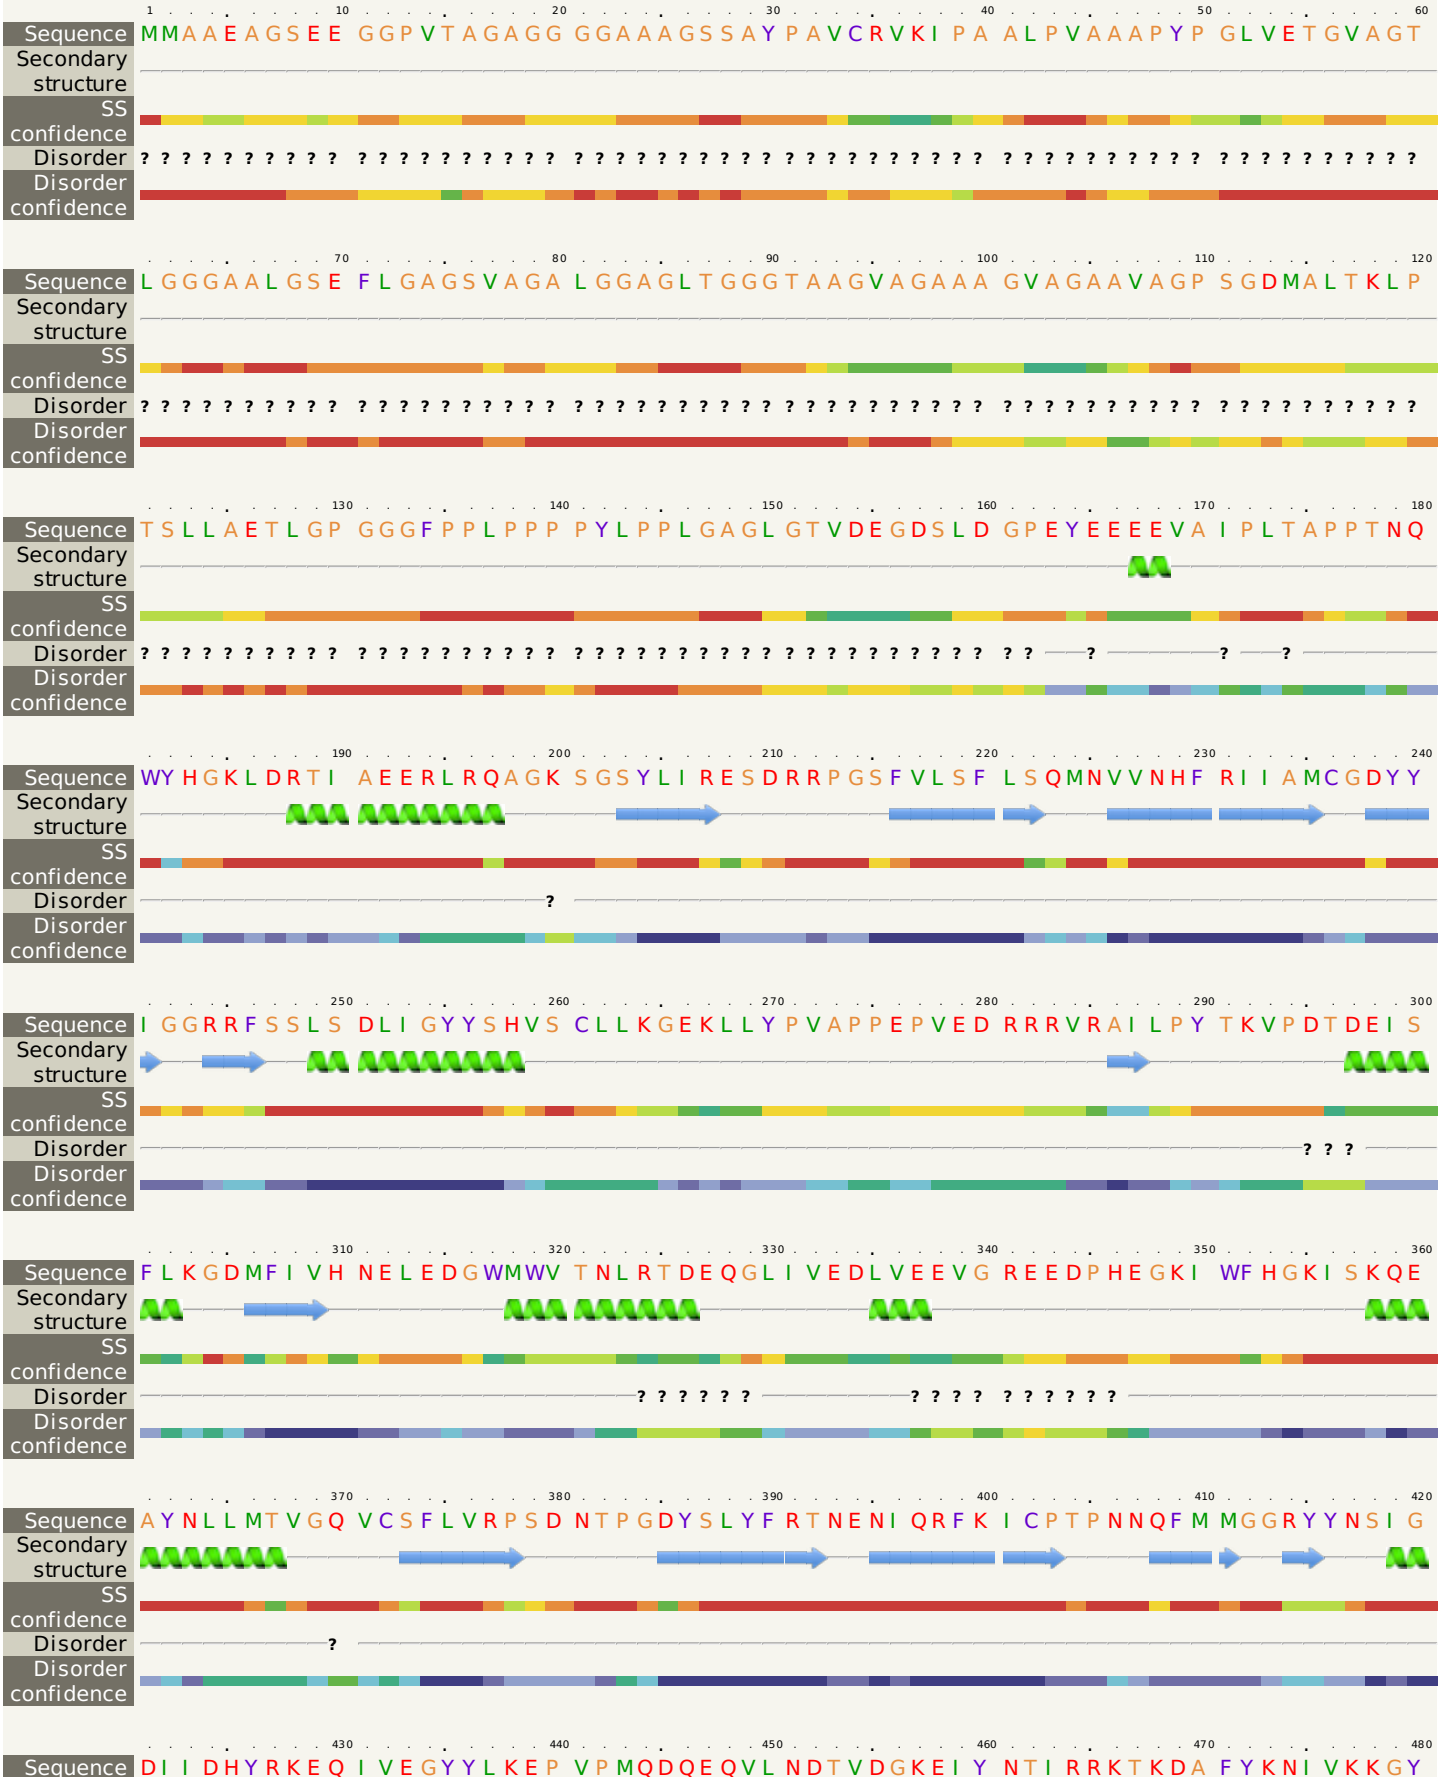 1 10 20 30 40 50 60
Sequence MMAAEAGSEE GGPVTAGAGG GGAAAGSSAY PAVCRVKIPA ALPVAAAPYP GLVETGVAGT
Secondary
structure
SS
confidence
Disorder ?????????? ?????????? ?????????? ?????????? ?????????? ??????????
Disorder
confidence
70 80 90 100 110 120
Sequence LGGGAALGSE FLGAGSVAGA LGGAGLTGGG TAAGVAGAAA GVAGAAVAGP SGDMALTKLP
Secondary
structure
SS
confidence
Disorder ?????????? ?????????? ?????????? ?????????? ?????????? ??????????
Disorder
confidence
130 140 150 160 170 180
Sequence TSLLAETLGP GGGFPPLPPP PYLPPLGAGL GTVDEGDSLD GPEYEEEEVA IPLTAPPTNQ
Secondary
structure
SS
confidence
Disorder ?????????? ?????????? ?????????? ?????????? ?? ? ? ?
Disorder
confidence
190 200 210 220 230 240
Sequence WYHGKLDRTI AEERLRQAGK SGSYLIRESD RRPGSFVLSF LSQMNVVNHF RIIAMCGDYY
Secondary
structure
SS
confidence
Disorder ?
Disorder
confidence
250 260 270 280 290 300
Sequence IGGRRFSSLS DLIGYYSHVS CLLKGEKLLY PVAPPEPVED RRRVRAILPY TKVPDTDEIS
Secondary
structure
SS
confidence
Disorder ???
Disorder
confidence
310 320 330 340 350 360
Sequence FLKGDMFIVH NELEDGWMWV TNLRTDEQGL IVEDLVEEVG REEDPHEGKI WFHGKISKQE
Secondary
structure
SS
confidence
Disorder ?????? ???? ??????
Disorder
confidence
370 380 390 400 410 420
Sequence AYNLLMTVGQ VCSFLVRPSD NTPGDYSLYF RTNENIQRFK ICPTPNNQFM MGGRYYNSIG
Secondary
structure
SS
confidence
Disorder ?
Disorder
confidence
430 440 450 460 470 480
Sequence DIIDHYRKEQ IVEGYYLKEP VPMQDQEQVL NDTVDGKEIY NTIRRKTKDA FYKNIVKKGY